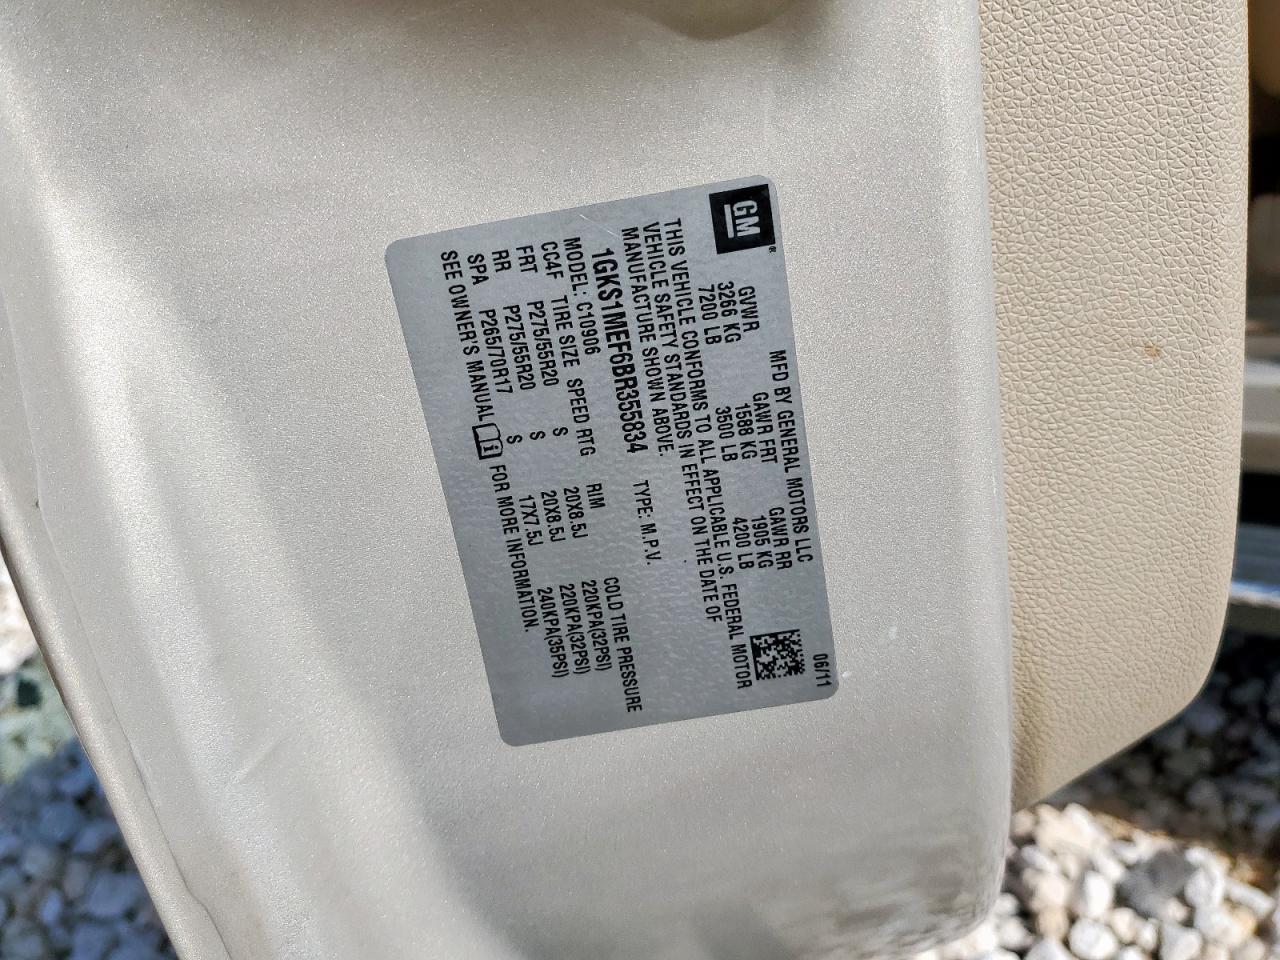 GM®
MFD BY GENERAL MOTORS LLC 06/11
GVWR GAWR FRT GAWR RR
3266 KG 1588 KG 1905 KG
7200 LB 3500 LB 4200 LB
THIS VEHICLE CONFORMS TO ALL APPLICABLE U.S. FEDERAL MOTOR
VEHICLE SAFETY STANDARDS IN EFFECT ON THE DATE OF
MANUFACTURE SHOWN ABOVE.
1GKS1MEF6BR355834 TYPE: M.P.V.
MODEL: C10906
CC4F TIRE SIZE SPEED RTG RIM COLD TIRE PRESSURE
FRT P275/55R20 S 20X8.5J 220KPA(32PSI)
RR P275/55R20 S 20X8.5J 220KPA(32PSI)
SPA P265/70R17 S 17X7.5J 240KPA(35PSI)
SEE OWNER'S MANUAL i FOR MORE INFORMATION.